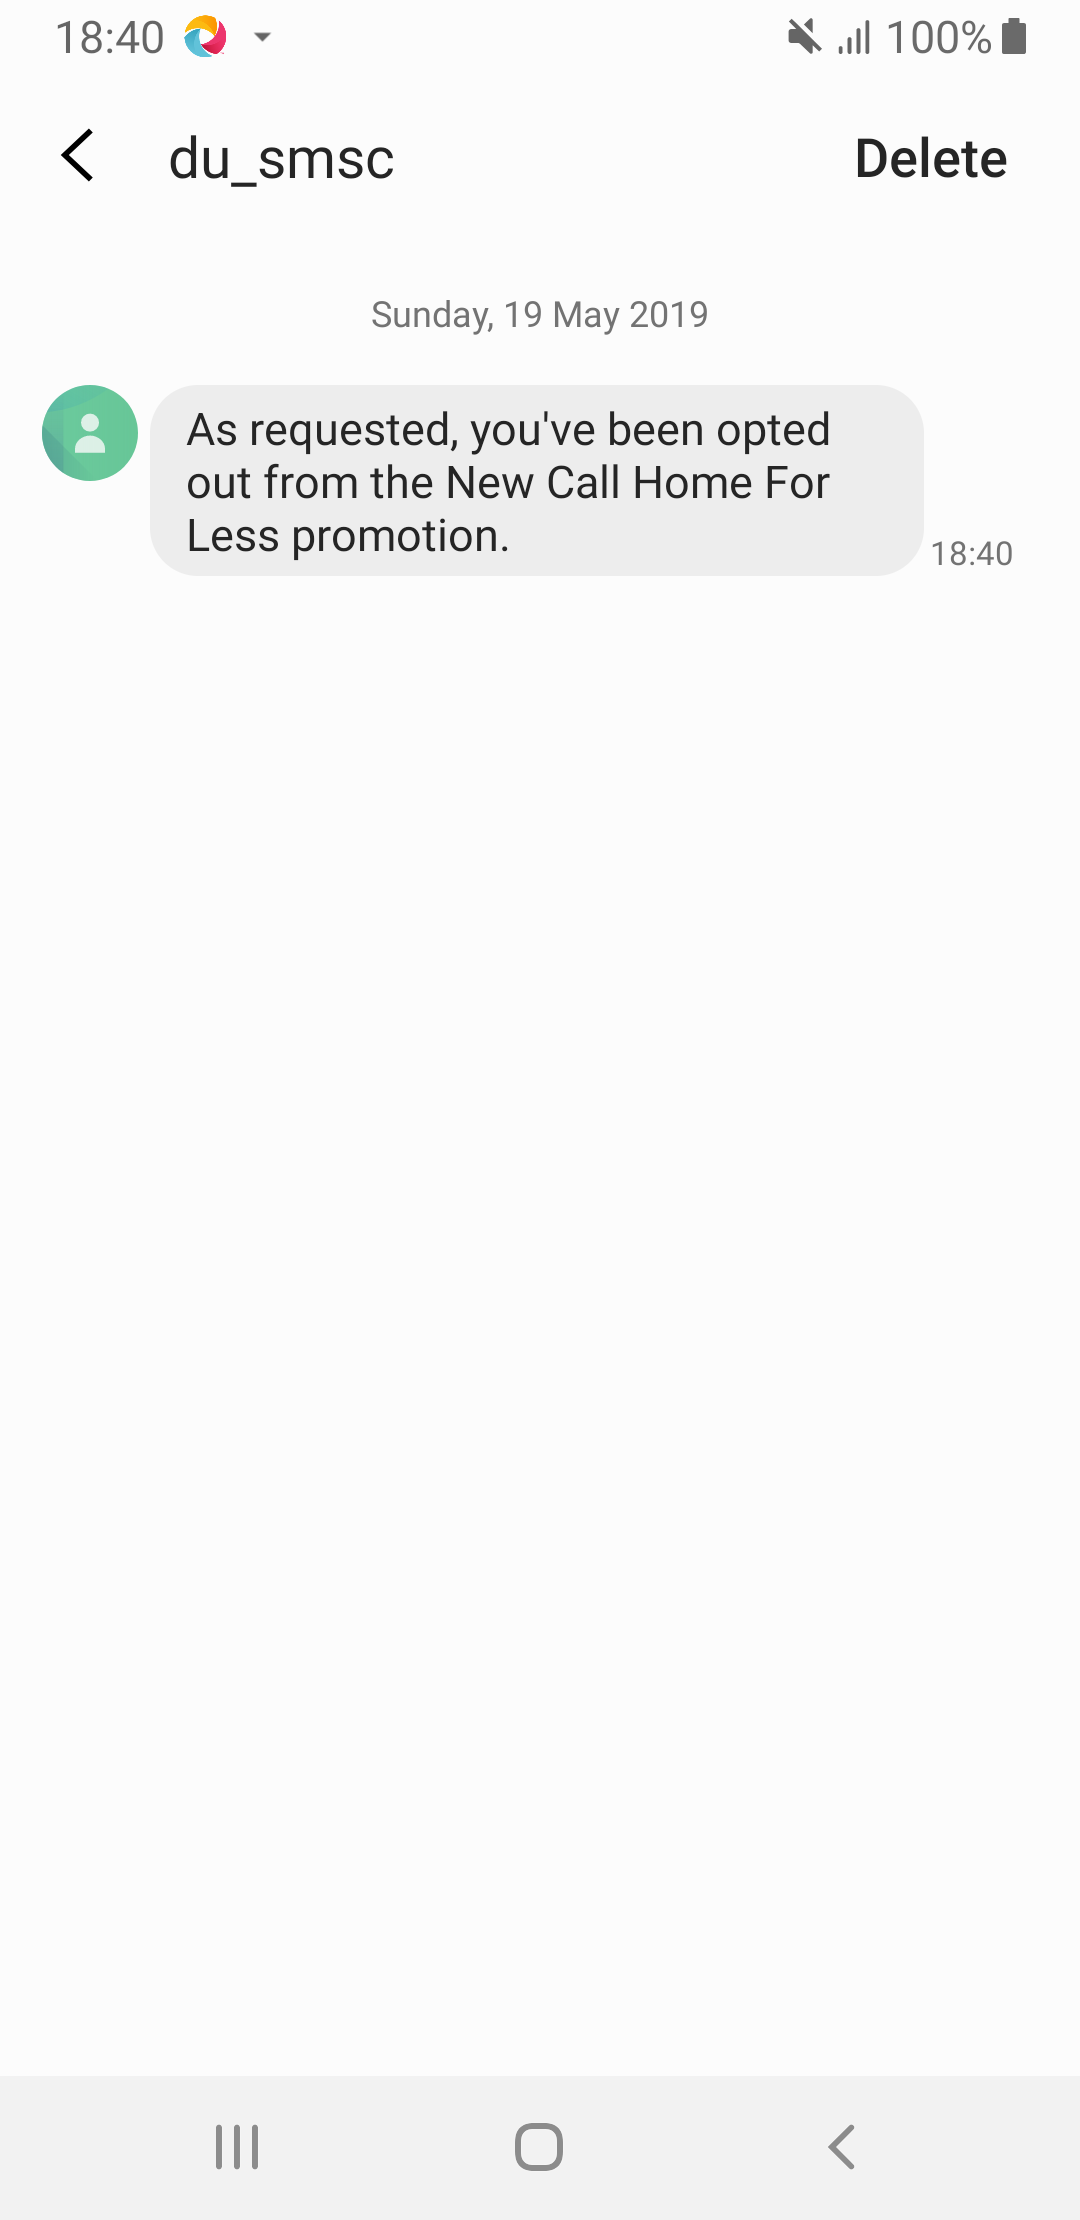 18:40 100%
du_smsc Delete
Sunday, 19 May 2019
As requested, you've been opted
out from the New Call Home For
Less promotion.
18:40